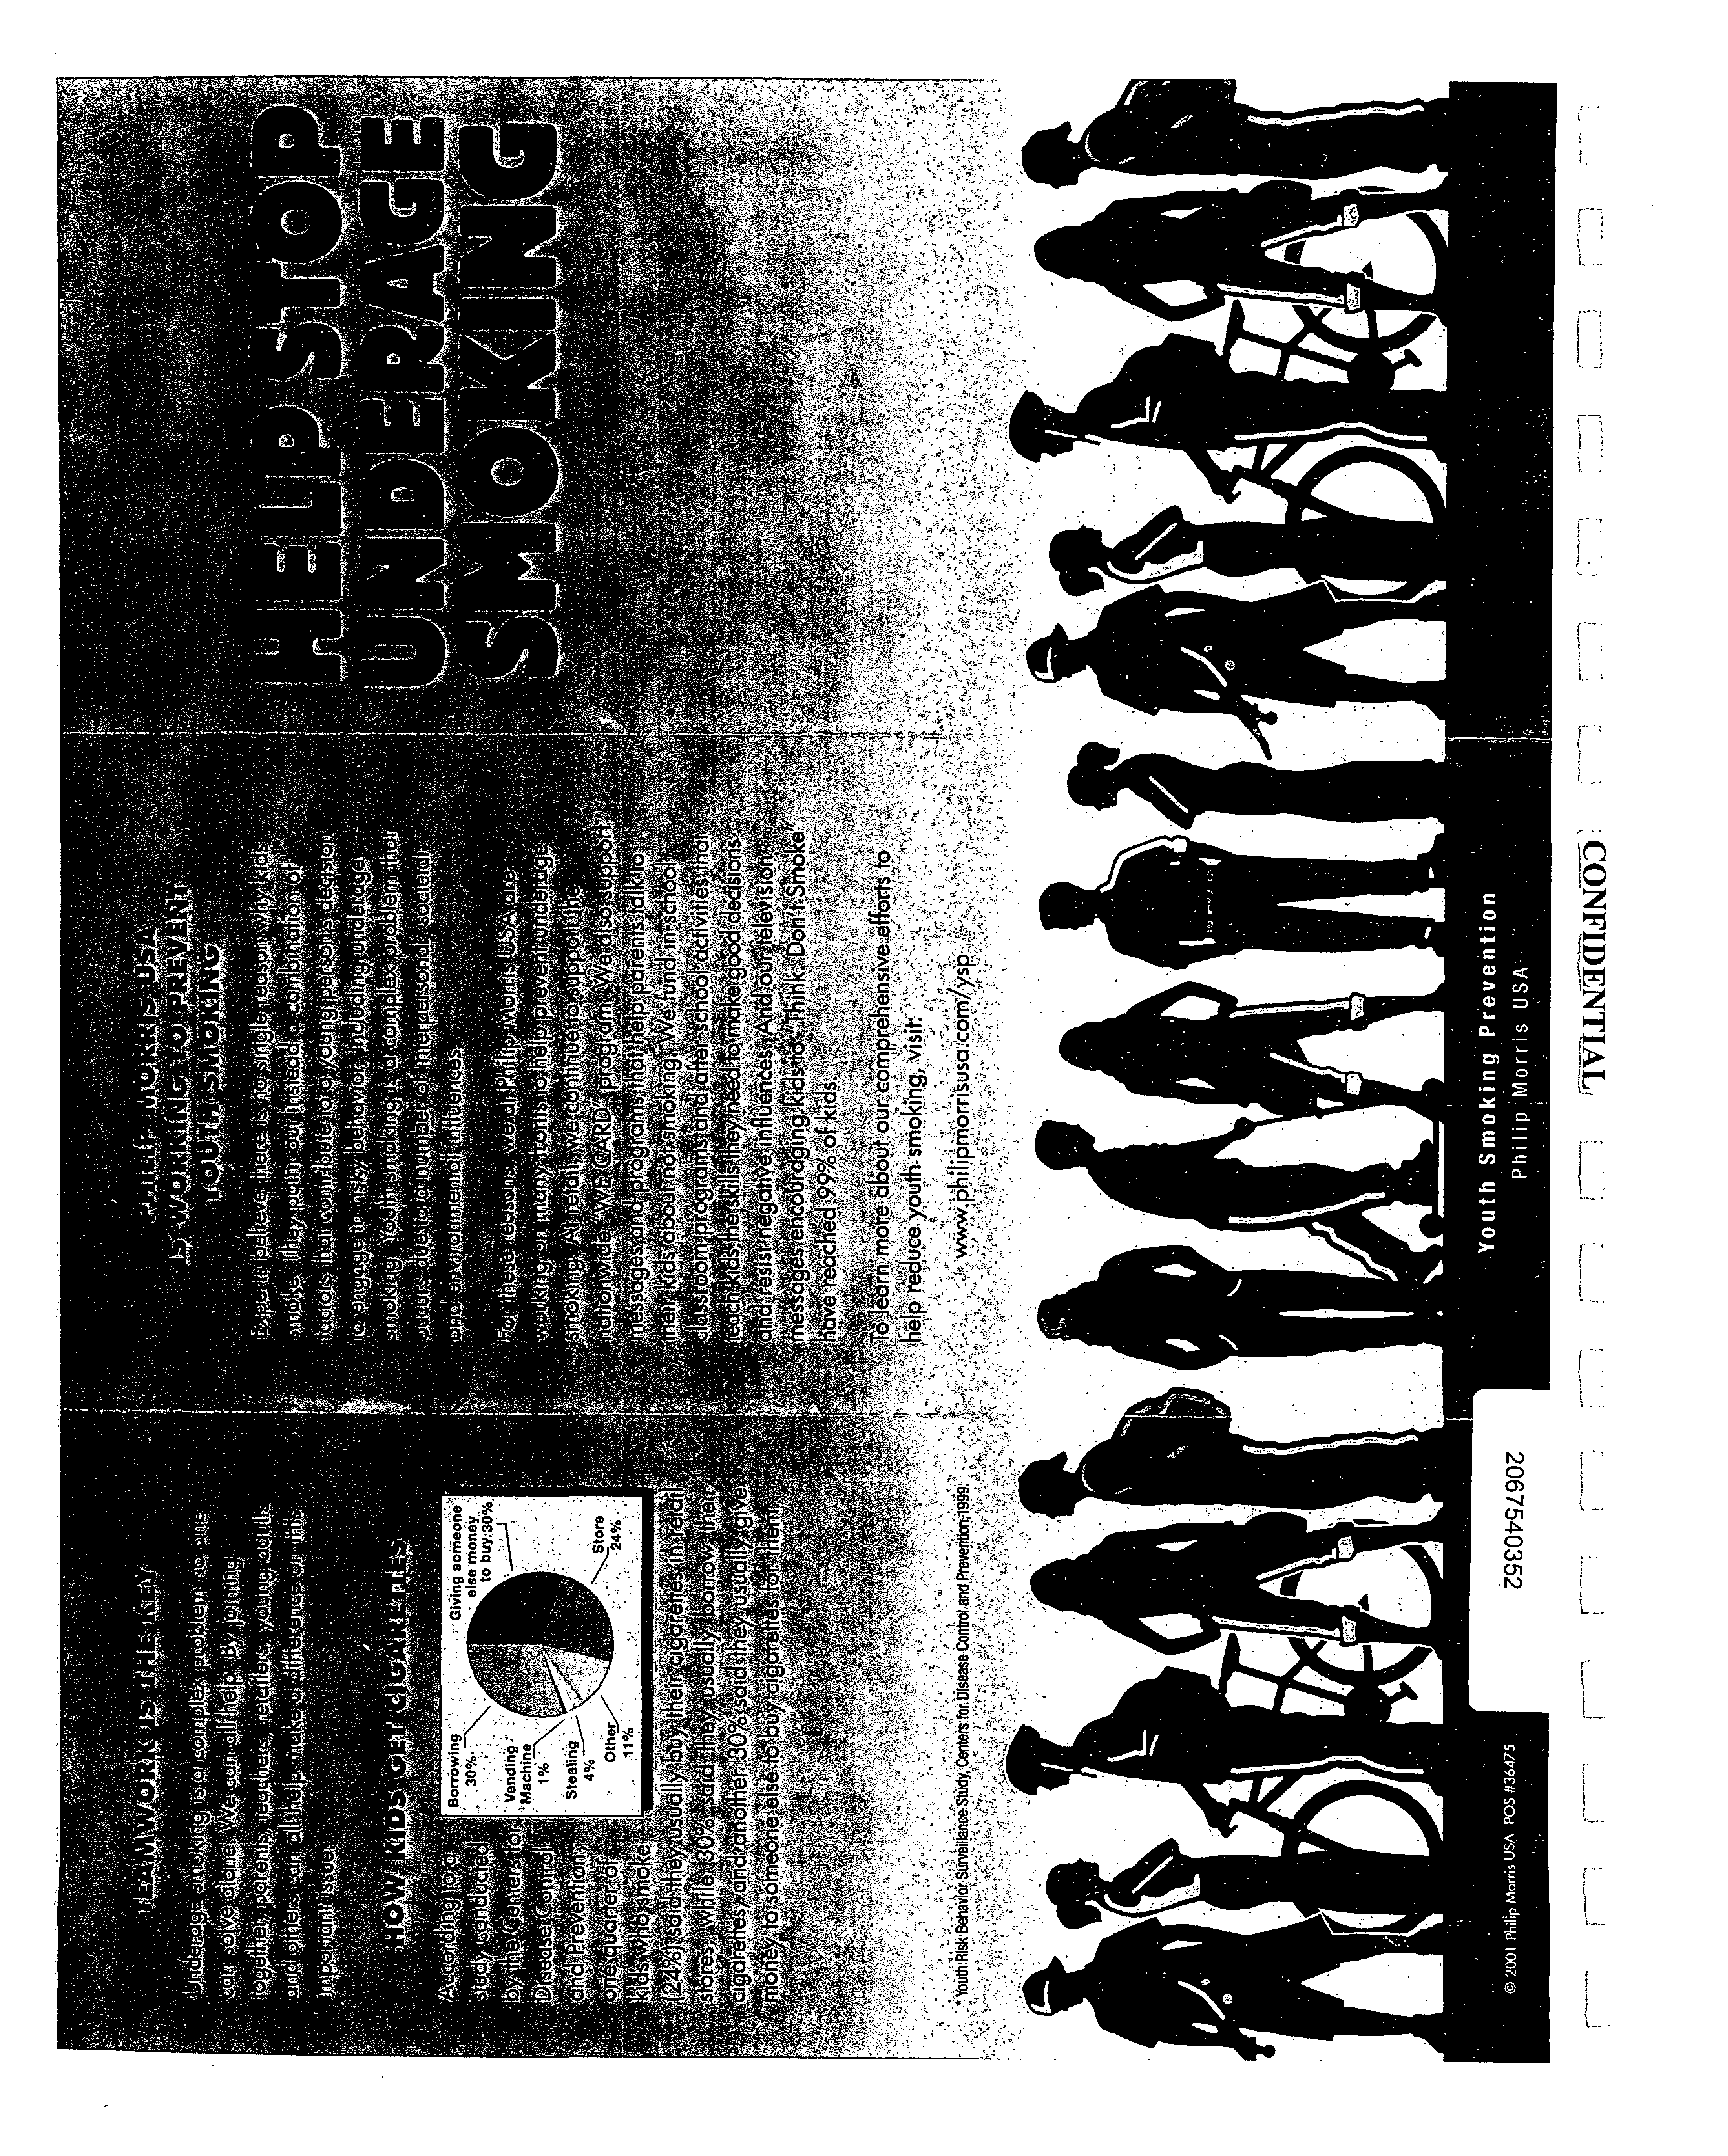 TEAMWORK IS THE KEY
Underage smoking is a complex problem no one
can solve alone. We can all help. By joining
together, parents, teachers, retailers, young adults
and others can all help make a difference on this
important issue.
HOW KIDS GET CIGARETTES
According to a
study conducted
by the Centers for
Disease Control
and Prevention,
one quarter of
kids who smoke
(24%) said they usually buy their cigarettes in retail
stores. While 30% said they usually borrow their
cigarettes and another 30% said they usually give
money to someone else to buy cigarettes for them.*
Borrowing
30%
Giving someone
else money
to buy 30%
Vending
Machine
1%
Stealing
4%
Other
11%
Store
24%
* Youth Risk Behavior Surveillance Study, Centers for Disease Control and Prevention, 1999.
© 2001 Philip Morris USA POS #36475
2067540352
PHILIP MORRIS USA
IS WORKING TO PREVENT
YOUTH SMOKING
Experts believe there is no single reason why kids
smoke. They point out instead a combination of
factors that contribute to a young person's decision
to engage in risky behavior, including underage
smoking. Youth smoking is a complex problem that
can be due to a number of interpersonal, societal,
and environmental influences.
For these reasons, we at Philip Morris USA are
working on many fronts to help prevent underage
smoking. At retail, we continue to support the
nationwide "WE CARD" program. We also support
messages and programs that help parents talk to
their kids about not smoking. We fund in-school
classroom programs and after-school activities that
teach kids the skills they need to make good decisions
and resist negative influences. And our television
messages encouraging kids to "Think. Don't Smoke"
have reached 99% of kids.
To learn more about our comprehensive efforts to
help reduce youth smoking, visit:
www.philipmorrisusa.com/ysp
Youth Smoking Prevention
Philip Morris USA
HELP STOP
UNDERAGE
SMOKING
CONFIDENTIAL